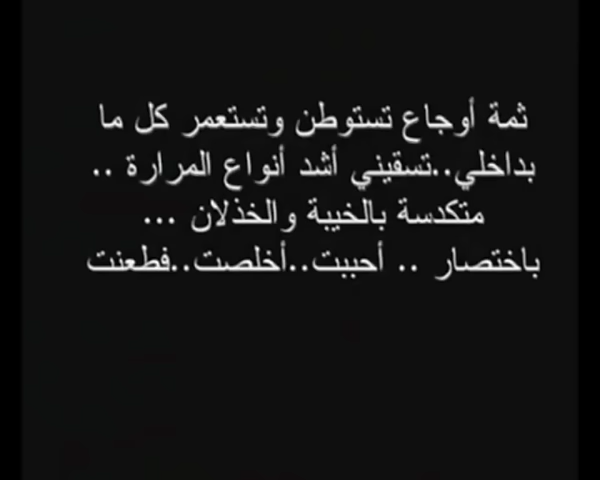 ثمة أوجاع تستوطن وتستعمر كل ما
بداخلي..تسقيني أشد أنواع المرارة ..
متكدسة بالخيبة والخذلان ...
باختصار .. أحببت..أخلصت..فطعنت